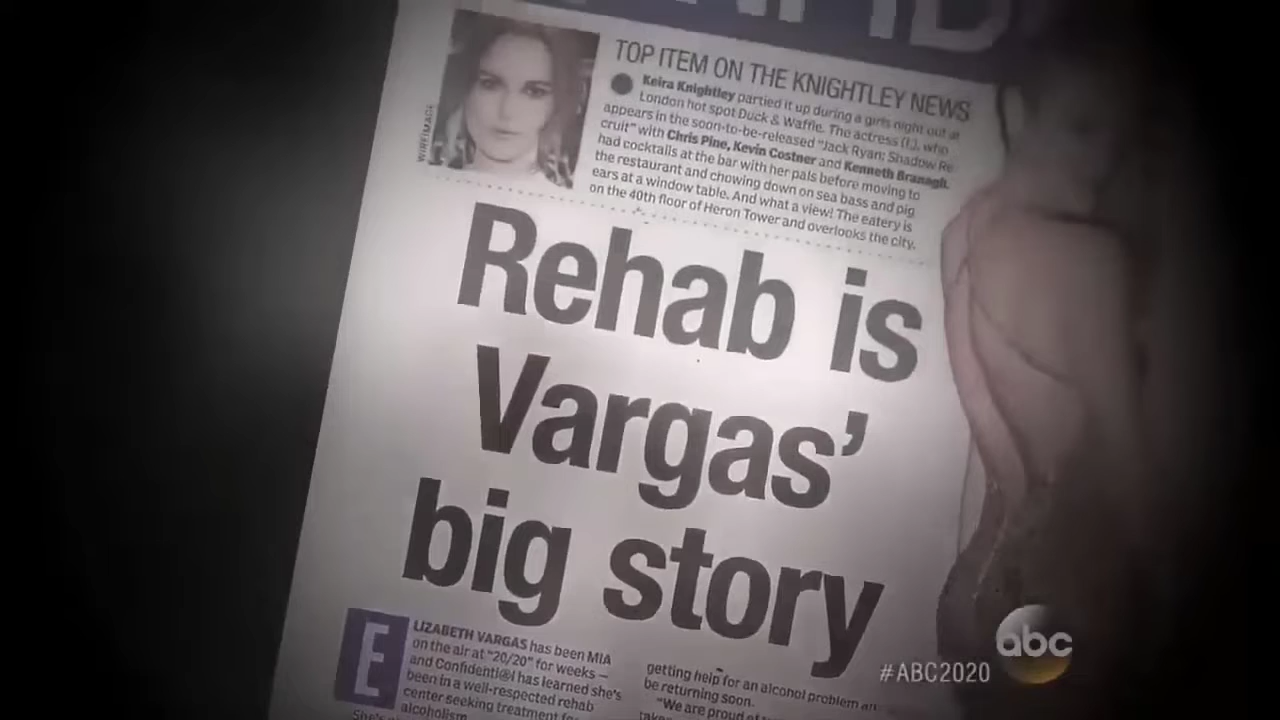 TOP ITEM ON THE KNIGHTLEY NEWS
Keira Knightley partied it up during a girls night out at
London hot spot Duck & Waffle. The actress (l.), who
appears in the soon-to-be-released "Jack Ryan: Shadow Re-
cruit" with Chris Pine, Kevin Costner and Kenneth Branagh,
had cocktails at the bar with her pals before moving to
the restaurant and chowing down on sea bass and pig
ears at a window table. And what a view! The eatery is
on the 40th floor of Heron Tower and overlooks the city.
WIREIMAGE
Rehab is
Vargas’
big story
ELIZABETH VARGAS has been MIA
on the air at "20/20" for weeks —
and Confidenti@l has learned she's
been in a well-respected rehab
center seeking treatment for
alcoholism.
She's
getting help for an alcohol problem
be returning soon.
"We are proud of
#ABC2020
abc